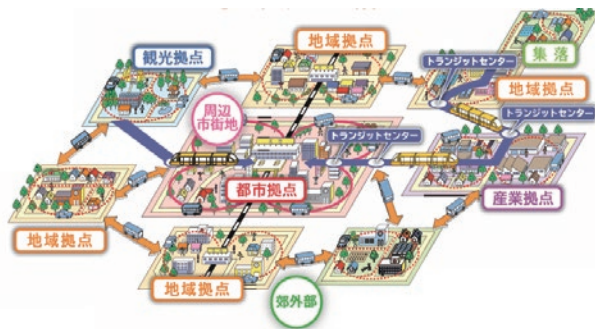 地域拠点
観光拠点
集落
トランジットセンター
地域拠点
周辺
市街地
トランジットセンター
トランジットセンター
都市拠点
産業拠点
地域拠点
地域拠点
郊外部